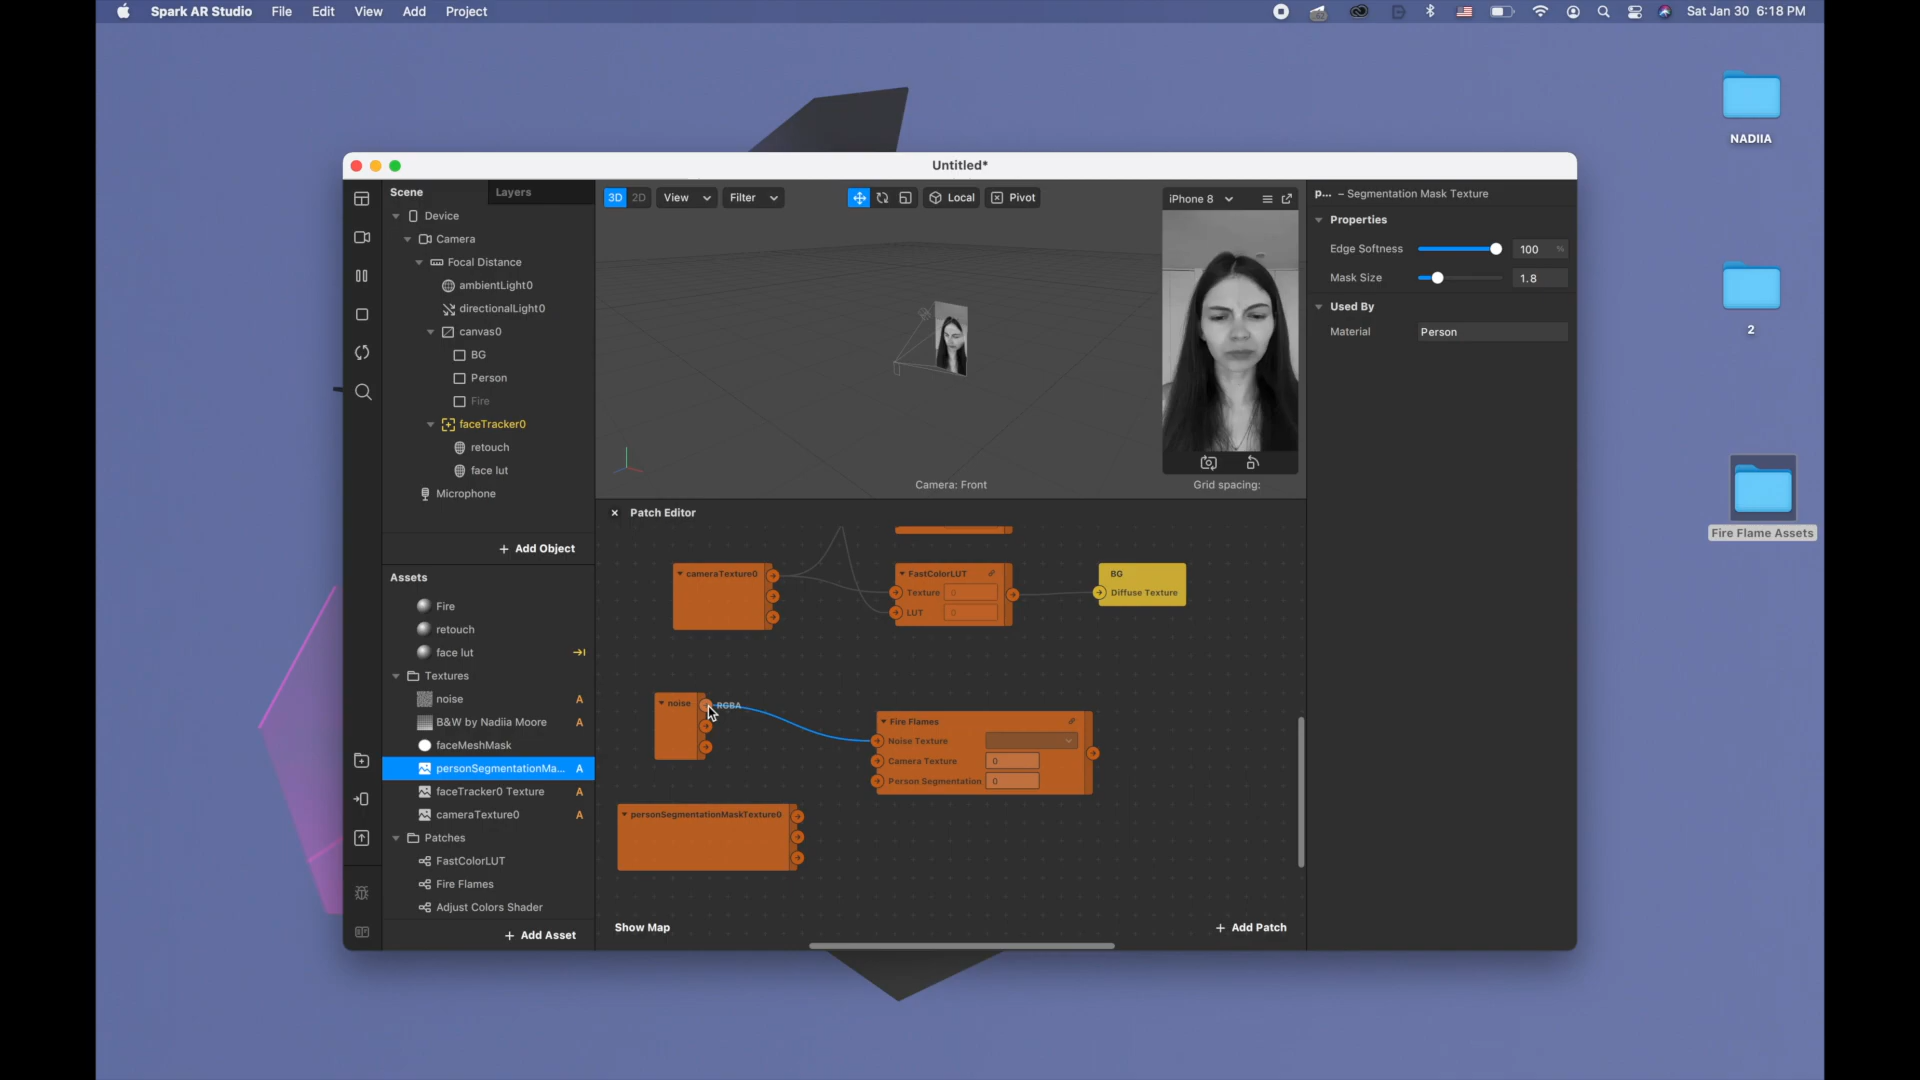 Spark AR Studio File Edit View Add Project
Sat Jan 30 6:18 PM
NADIIA
2
Fire Flame Assets
Untitled*
Scene
Layers
Device
Camera
Focal Distance
ambientLight0
directionalLight0
canvas0
BG
Person
Fire
faceTracker0
retouch
face lut
Microphone
+ Add Object
Assets
Fire
retouch
face lut
Textures
noise A
B&W by Nadiia Moore A
faceMeshMask
personSegmentationMa... A
faceTracker0 Texture A
cameraTexture0 A
Patches
FastColorLUT
Fire Flames
Adjust Colors Shader
+ Add Asset
3D 2D View Filter Local Pivot
iPhone 8
Camera: Front
Grid spacing:
Patch Editor
cameraTexture0
FastColorLUT
Texture 0
LUT 0
BG
Diffuse Texture
noise
RGBA
Fire Flames
Noise Texture
Camera Texture 0
Person Segmentation 0
personSegmentationMaskTexture0
Show Map
+ Add Patch
p... – Segmentation Mask Texture
Properties
Edge Softness 100 %
Mask Size 1.8
Used By
Material Person